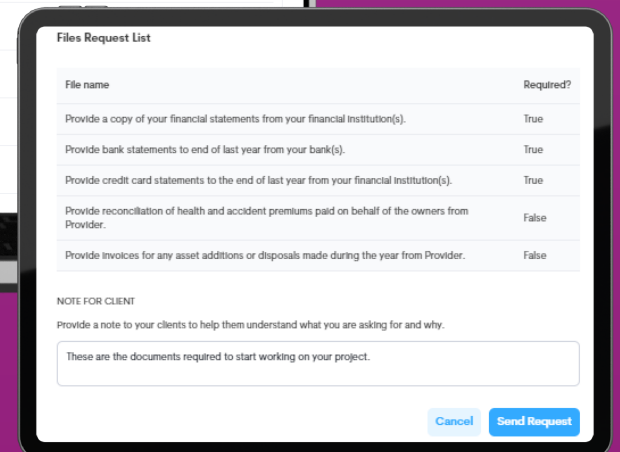 Files Request List
File name Required?
Provide a copy of your financial statements from your financial institution(s). True
Provide bank statements to end of last year from your bank(s). True
Provide credit card statements to the end of last year from your financial institution(s). True
Provide reconciliation of health and accident premiums paid on behalf of the owners from
Provider. False
Provide invoices for any asset additions or disposals made during the year from Provider. False
NOTE FOR CLIENT
Provide a note to your clients to help them understand what you are asking for and why.
These are the documents required to start working on your project.
Cancel Send Request